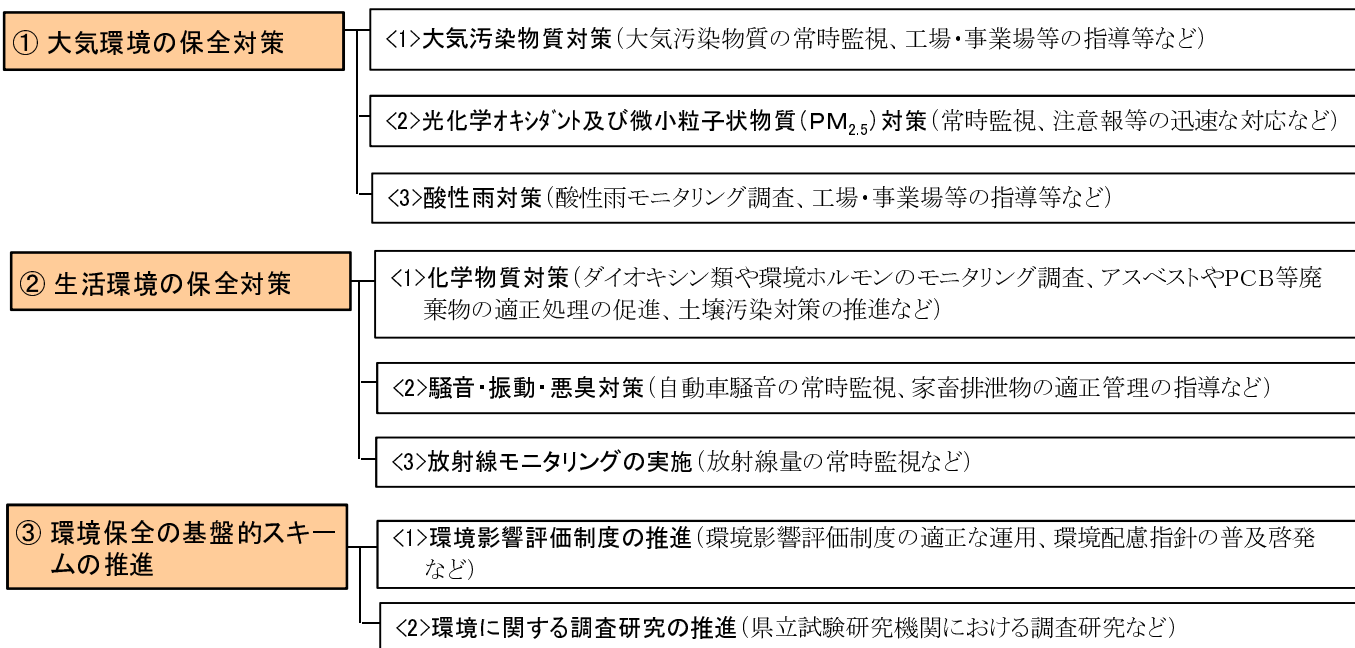 ① 大気環境の保全対策
<1>大気汚染物質対策(大気汚染物質の常時監視、工場・事業場等の指導等など)
<2>光化学オキシダント及び微小粒子状物質(PM2.5)対策(常時監視、注意報等の迅速な対応など)
<3>酸性雨対策(酸性雨モニタリング調査、工場・事業場等の指導等など)
② 生活環境の保全対策
<1>化学物質対策(ダイオキシン類や環境ホルモンのモニタリング調査、アスベストやPCB等廃
棄物の適正処理の促進、土壌汚染対策の推進など)
<2>騒音・振動・悪臭対策(自動車騒音の常時監視、家畜排泄物の適正管理の指導など)
<3>放射線モニタリングの実施(放射線量の常時監視など)
③ 環境保全の基盤的スキー
ムの推進
<1>環境影響評価制度の推進(環境影響評価制度の適正な運用、環境配慮指針の普及啓発
など)
<2>環境に関する調査研究の推進(県立試験研究機関における調査研究など)